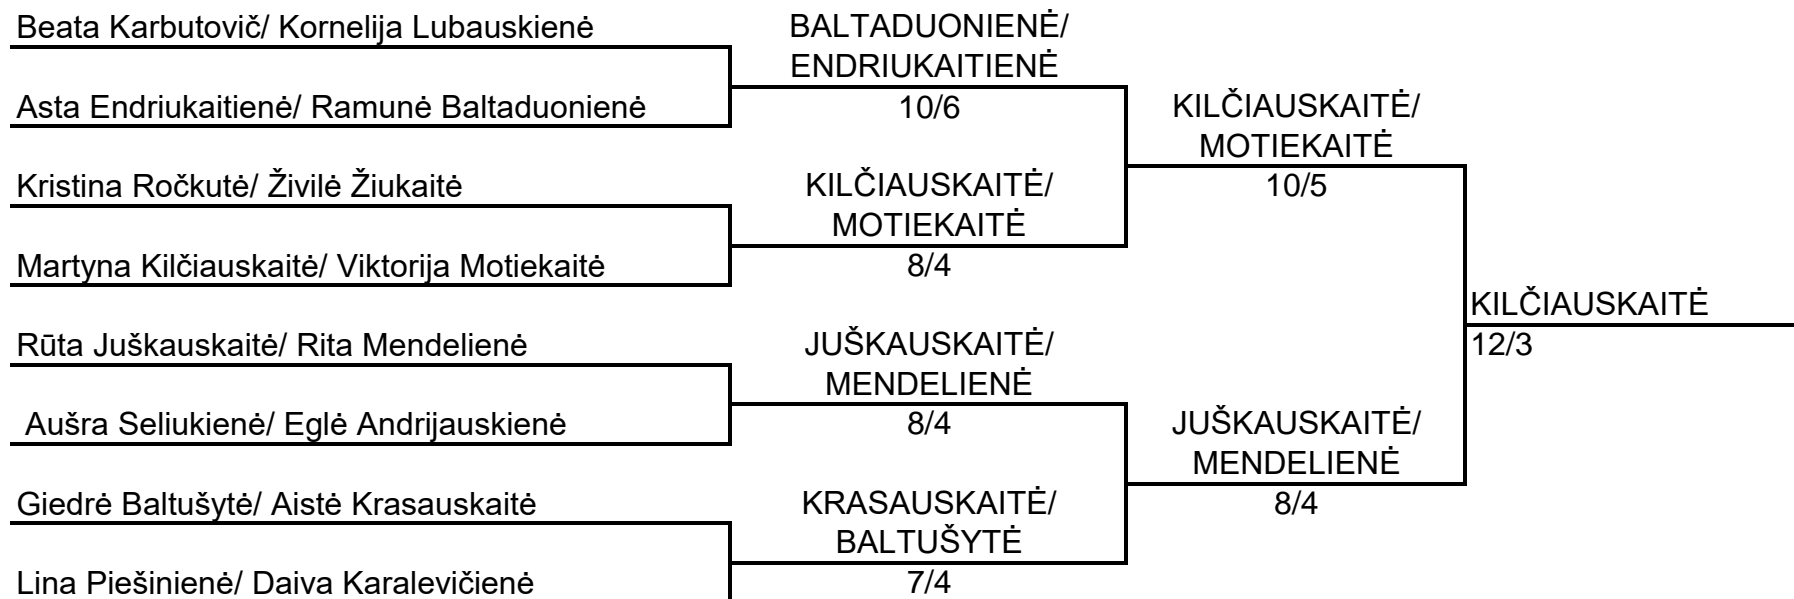 Beata Karbutovič/ Kornelija Lubauskienė
Asta Endriukaitienė/ Ramunė Baltaduonienė
Kristina Ročkutė/ Živilė Žiukaitė
Martyna Kilčiauskaitė/ Viktorija Motiekaitė
Rūta Juškauskaitė/ Rita Mendelienė
Aušra Seliukienė/ Eglė Andrijauskienė
Giedrė Baltušytė/ Aistė Krasauskaitė
Lina Piešinienė/ Daiva Karalevičienė
BALTADUONIENĖ/
ENDRIUKAITIENĖ
10/6
KILČIAUSKAITĖ/
MOTIEKAITĖ
8/4
JUŠKAUSKAITĖ/
MENDELIENĖ
8/4
KRASAUSKAITĖ/
BALTUŠYTĖ
7/4
KILČIAUSKAITĖ/
MOTIEKAITĖ
10/5
JUŠKAUSKAITĖ/
MENDELIENĖ
8/4
KILČIAUSKAITĖ
12/3